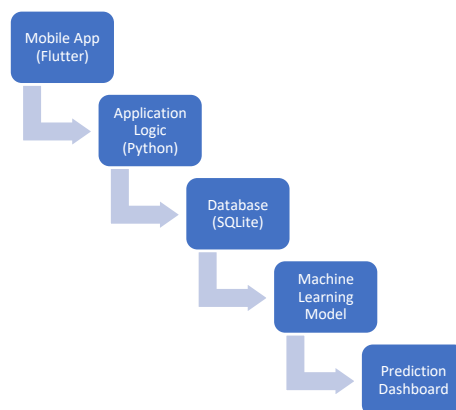 Mobile App
(Flutter)
Application
Logic
(Python)
Database
(SQLite)
Machine
Learning
Model
Prediction
Dashboard